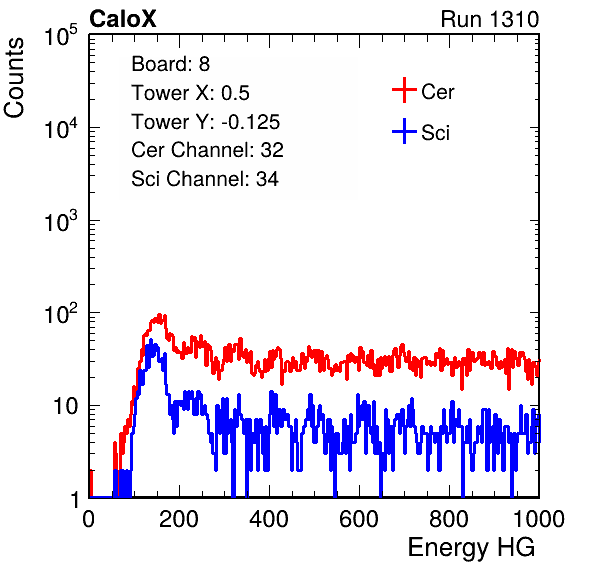 CaloX Run 1310
Counts
10^5
10^4
10^3
10^2
10
1
Board: 8
Tower X: 0.5
Tower Y: -0.125
Cer Channel: 32
Sci Channel: 34
Cer
Sci
0 200 400 600 800 1000
Energy HG